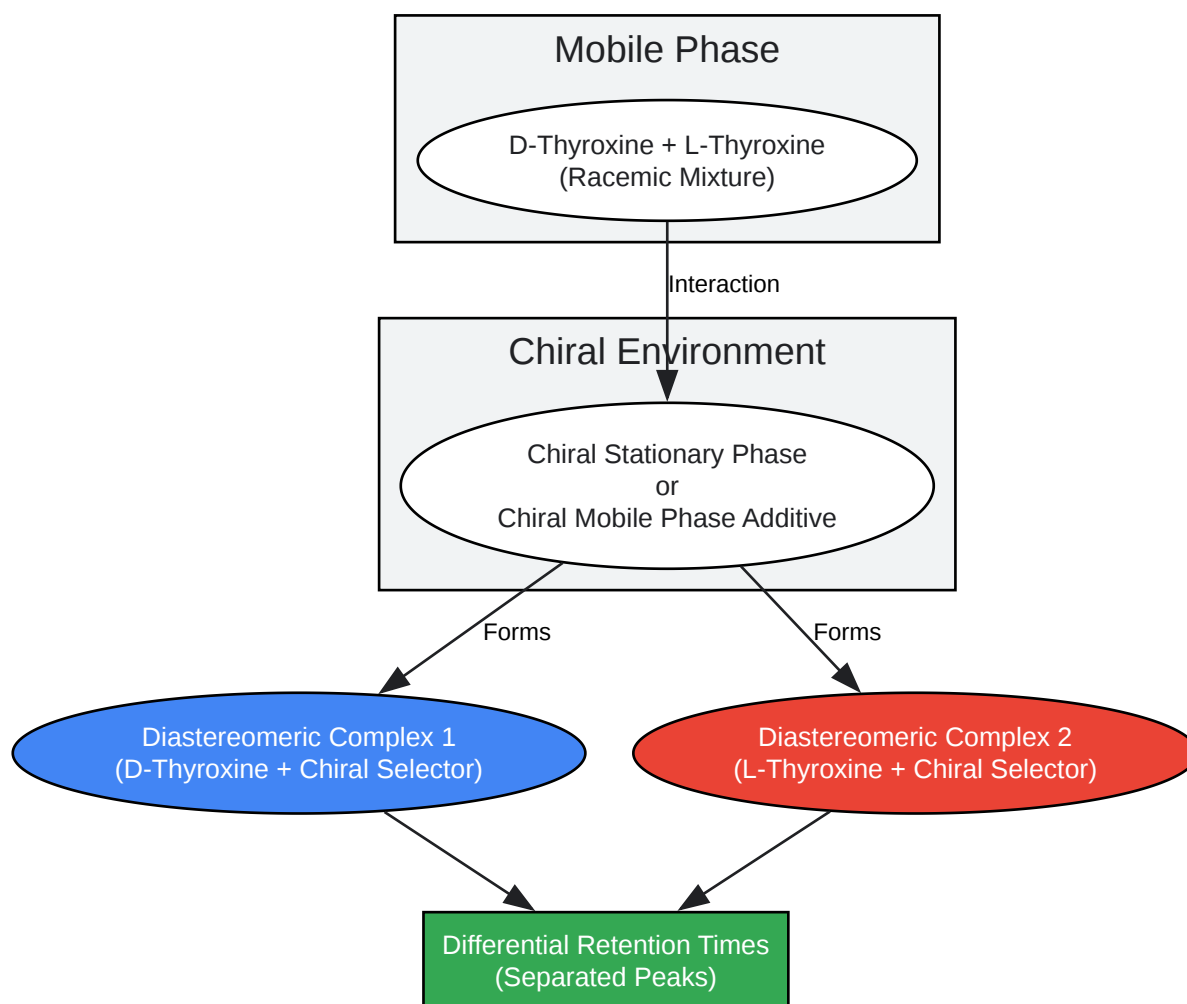 Mobile Phase
D-Thyroxine + L-Thyroxine
(Racemic Mixture)
Interaction
Chiral Environment
Chiral Stationary Phase
or
Chiral Mobile Phase Additive
Forms
Forms
Diastereomeric Complex 1
(D-Thyroxine + Chiral Selector)
Diastereomeric Complex 2
(L-Thyroxine + Chiral Selector)
Differential Retention Times
(Separated Peaks)